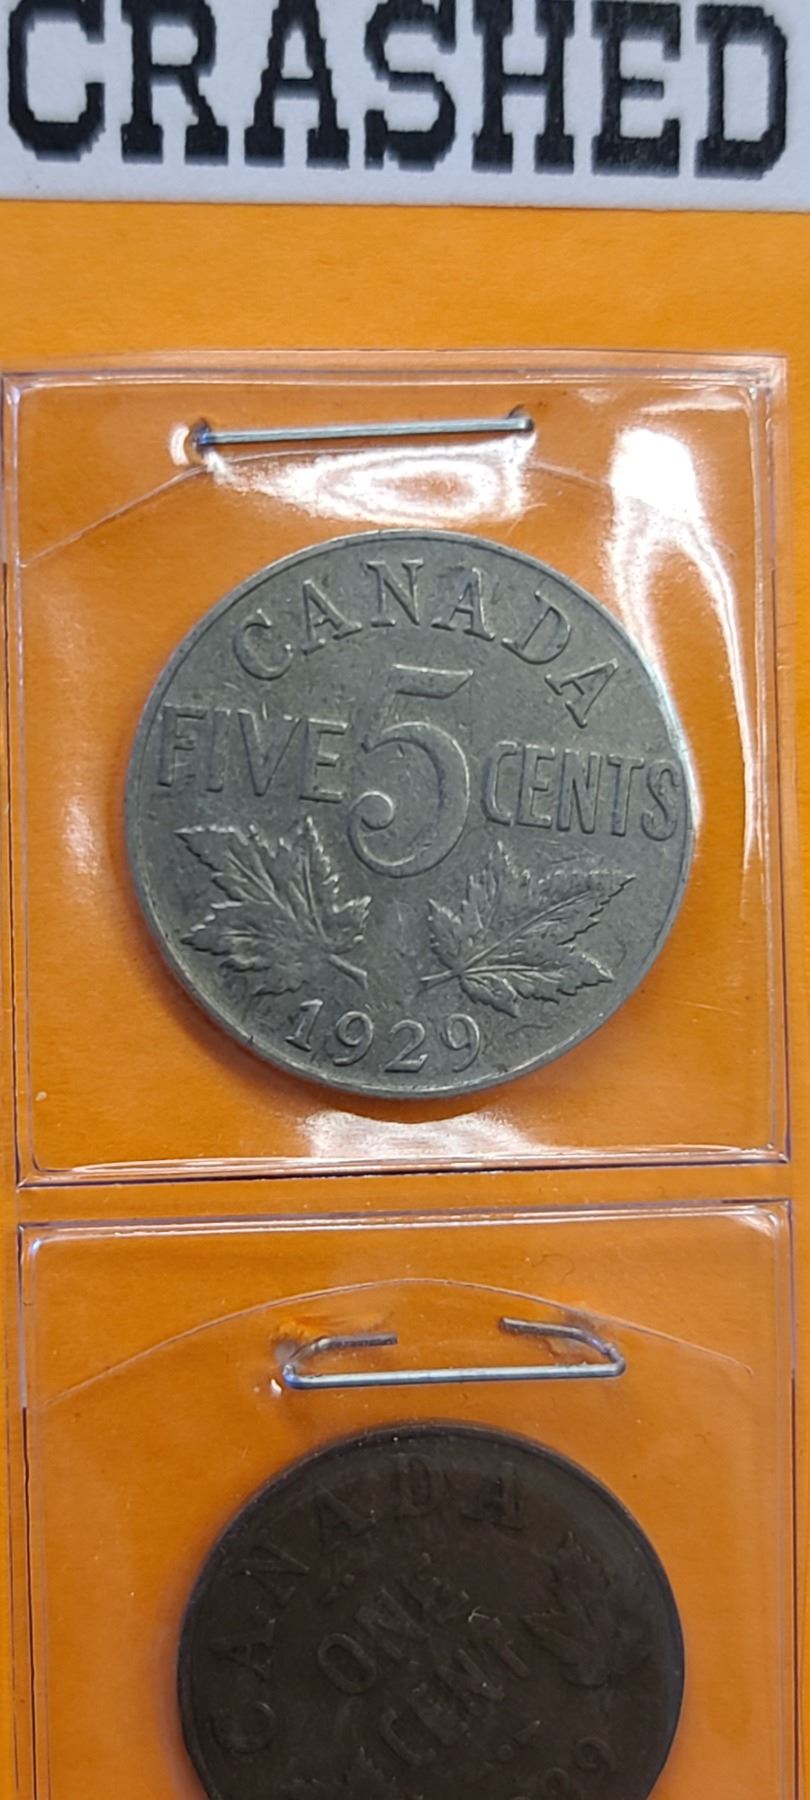 CRASHED
CANADA
FIVE 5 CENTS
1929
CANADA
ONE
CENT